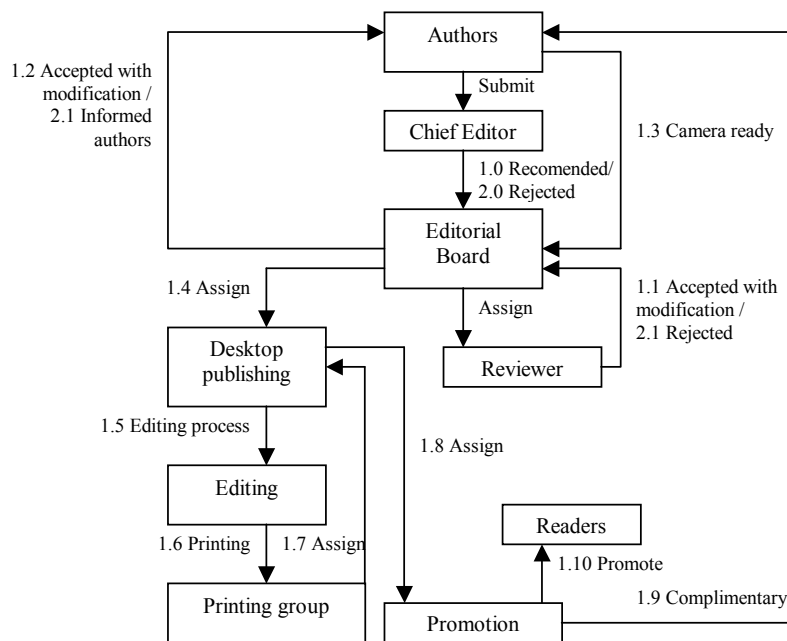 Authors
1.2 Accepted with
modification /
2.1 Informed
authors
Submit
Chief Editor
1.3 Camera ready
1.0 Recomended/
2.0 Rejected
Editorial
Board
1.4 Assign
Assign
1.1 Accepted with
modification /
2.1 Rejected
Desktop
publishing
Reviewer
1.5 Editing process
1.8 Assign
Editing
Readers
1.6 Printing
1.7 Assign
1.10 Promote
1.9 Complimentary
Printing group
Promotion